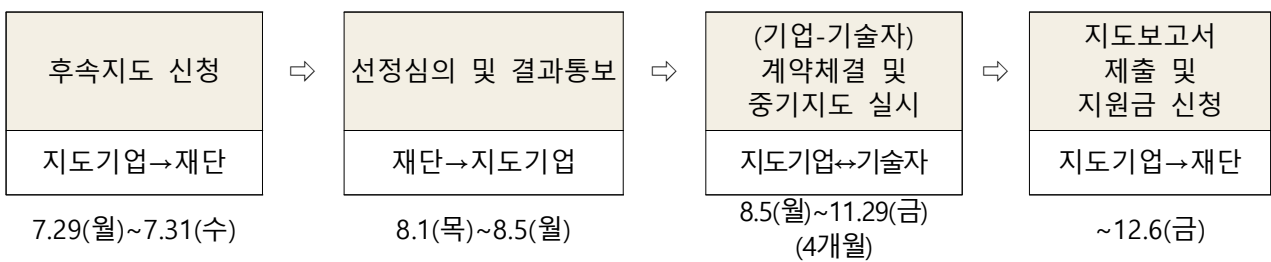 후속지도 신청
⇨
선정심의 및 결과통보
⇨
(기업-기술자)
계약체결 및
중기지도 실시
⇨
지도보고서
제출 및
지원금 신청
지도기업→재단
재단→지도기업
지도기업↔기술자
지도기업→재단
7.29(월)~7.31(수)
8.1(목)~8.5(월)
8.5(월)~11.29(금)
(4개월)
~12.6(금)